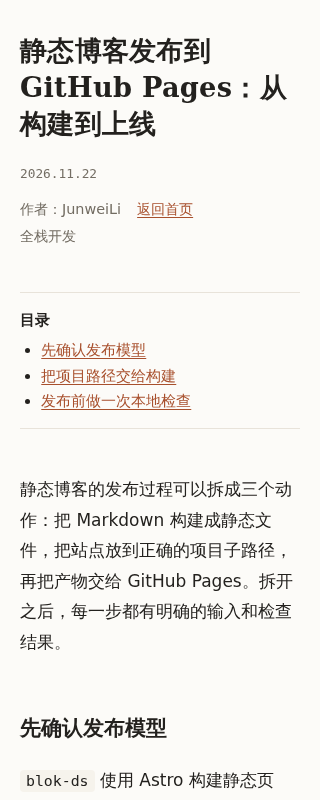 静态博客发布到
GitHub Pages：从
构建到上线
2026.11.22
作者：JunweiLi 返回首页
全栈开发
目录
先确认发布模型
把项目路径交给构建
发布前做一次本地检查
静态博客的发布过程可以拆成三个动
作：把 Markdown 构建成静态文
件，把站点放到正确的项目子路径，
再把产物交给 GitHub Pages。拆开
之后，每一步都有明确的输入和检查
结果。
先确认发布模型
blok-ds 使用 Astro 构建静态页